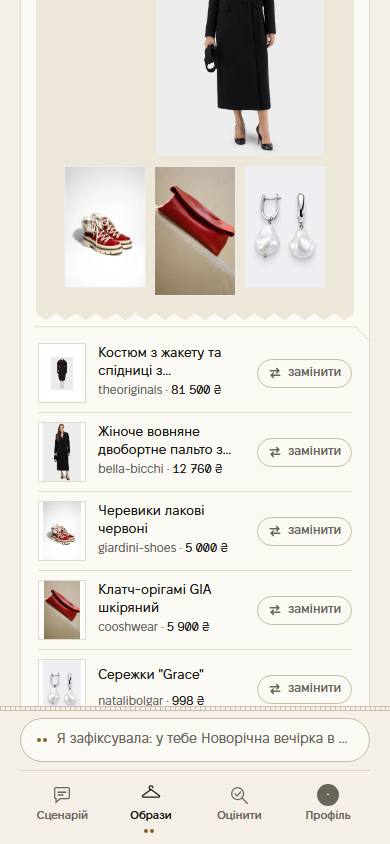 Костюм з жакету та
спідниці з...
theoriginals · 81 500 ₴
замінити
Жіноче вовняне
двобортне пальто з...
bella-bicchi · 12 760 ₴
замінити
Черевики лакові
червоні
giardini-shoes · 5 000 ₴
замінити
Клатч-орігамі GIA
шкіряний
cooshwear · 5 900 ₴
замінити
Сережки "Grace"
natalibolgar · 998 ₴
замінити
Я зафіксувала: у тебе Новорічна вечірка в ...
Сценарій
Образи
Оцінити
Профіль